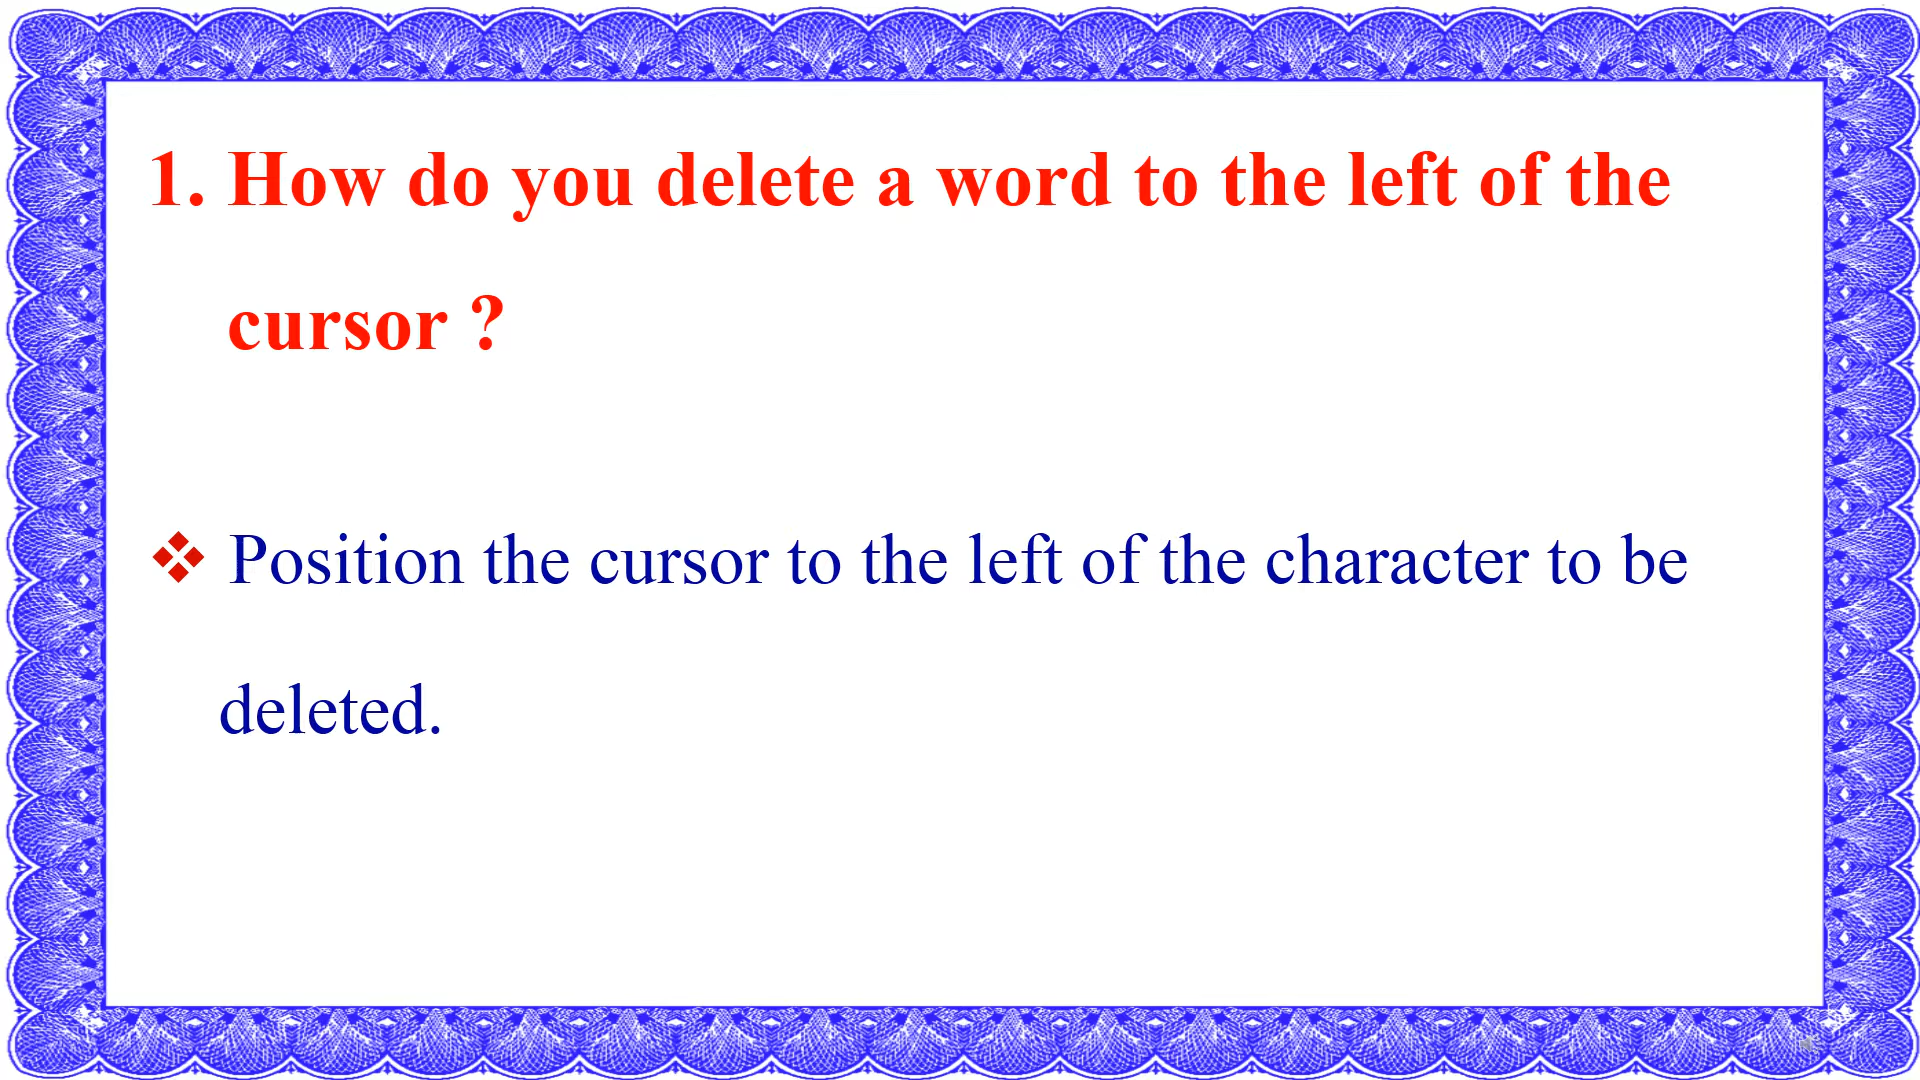 1. How do you delete a word to the left of the
cursor ?
❖ Position the cursor to the left of the character to be
deleted.